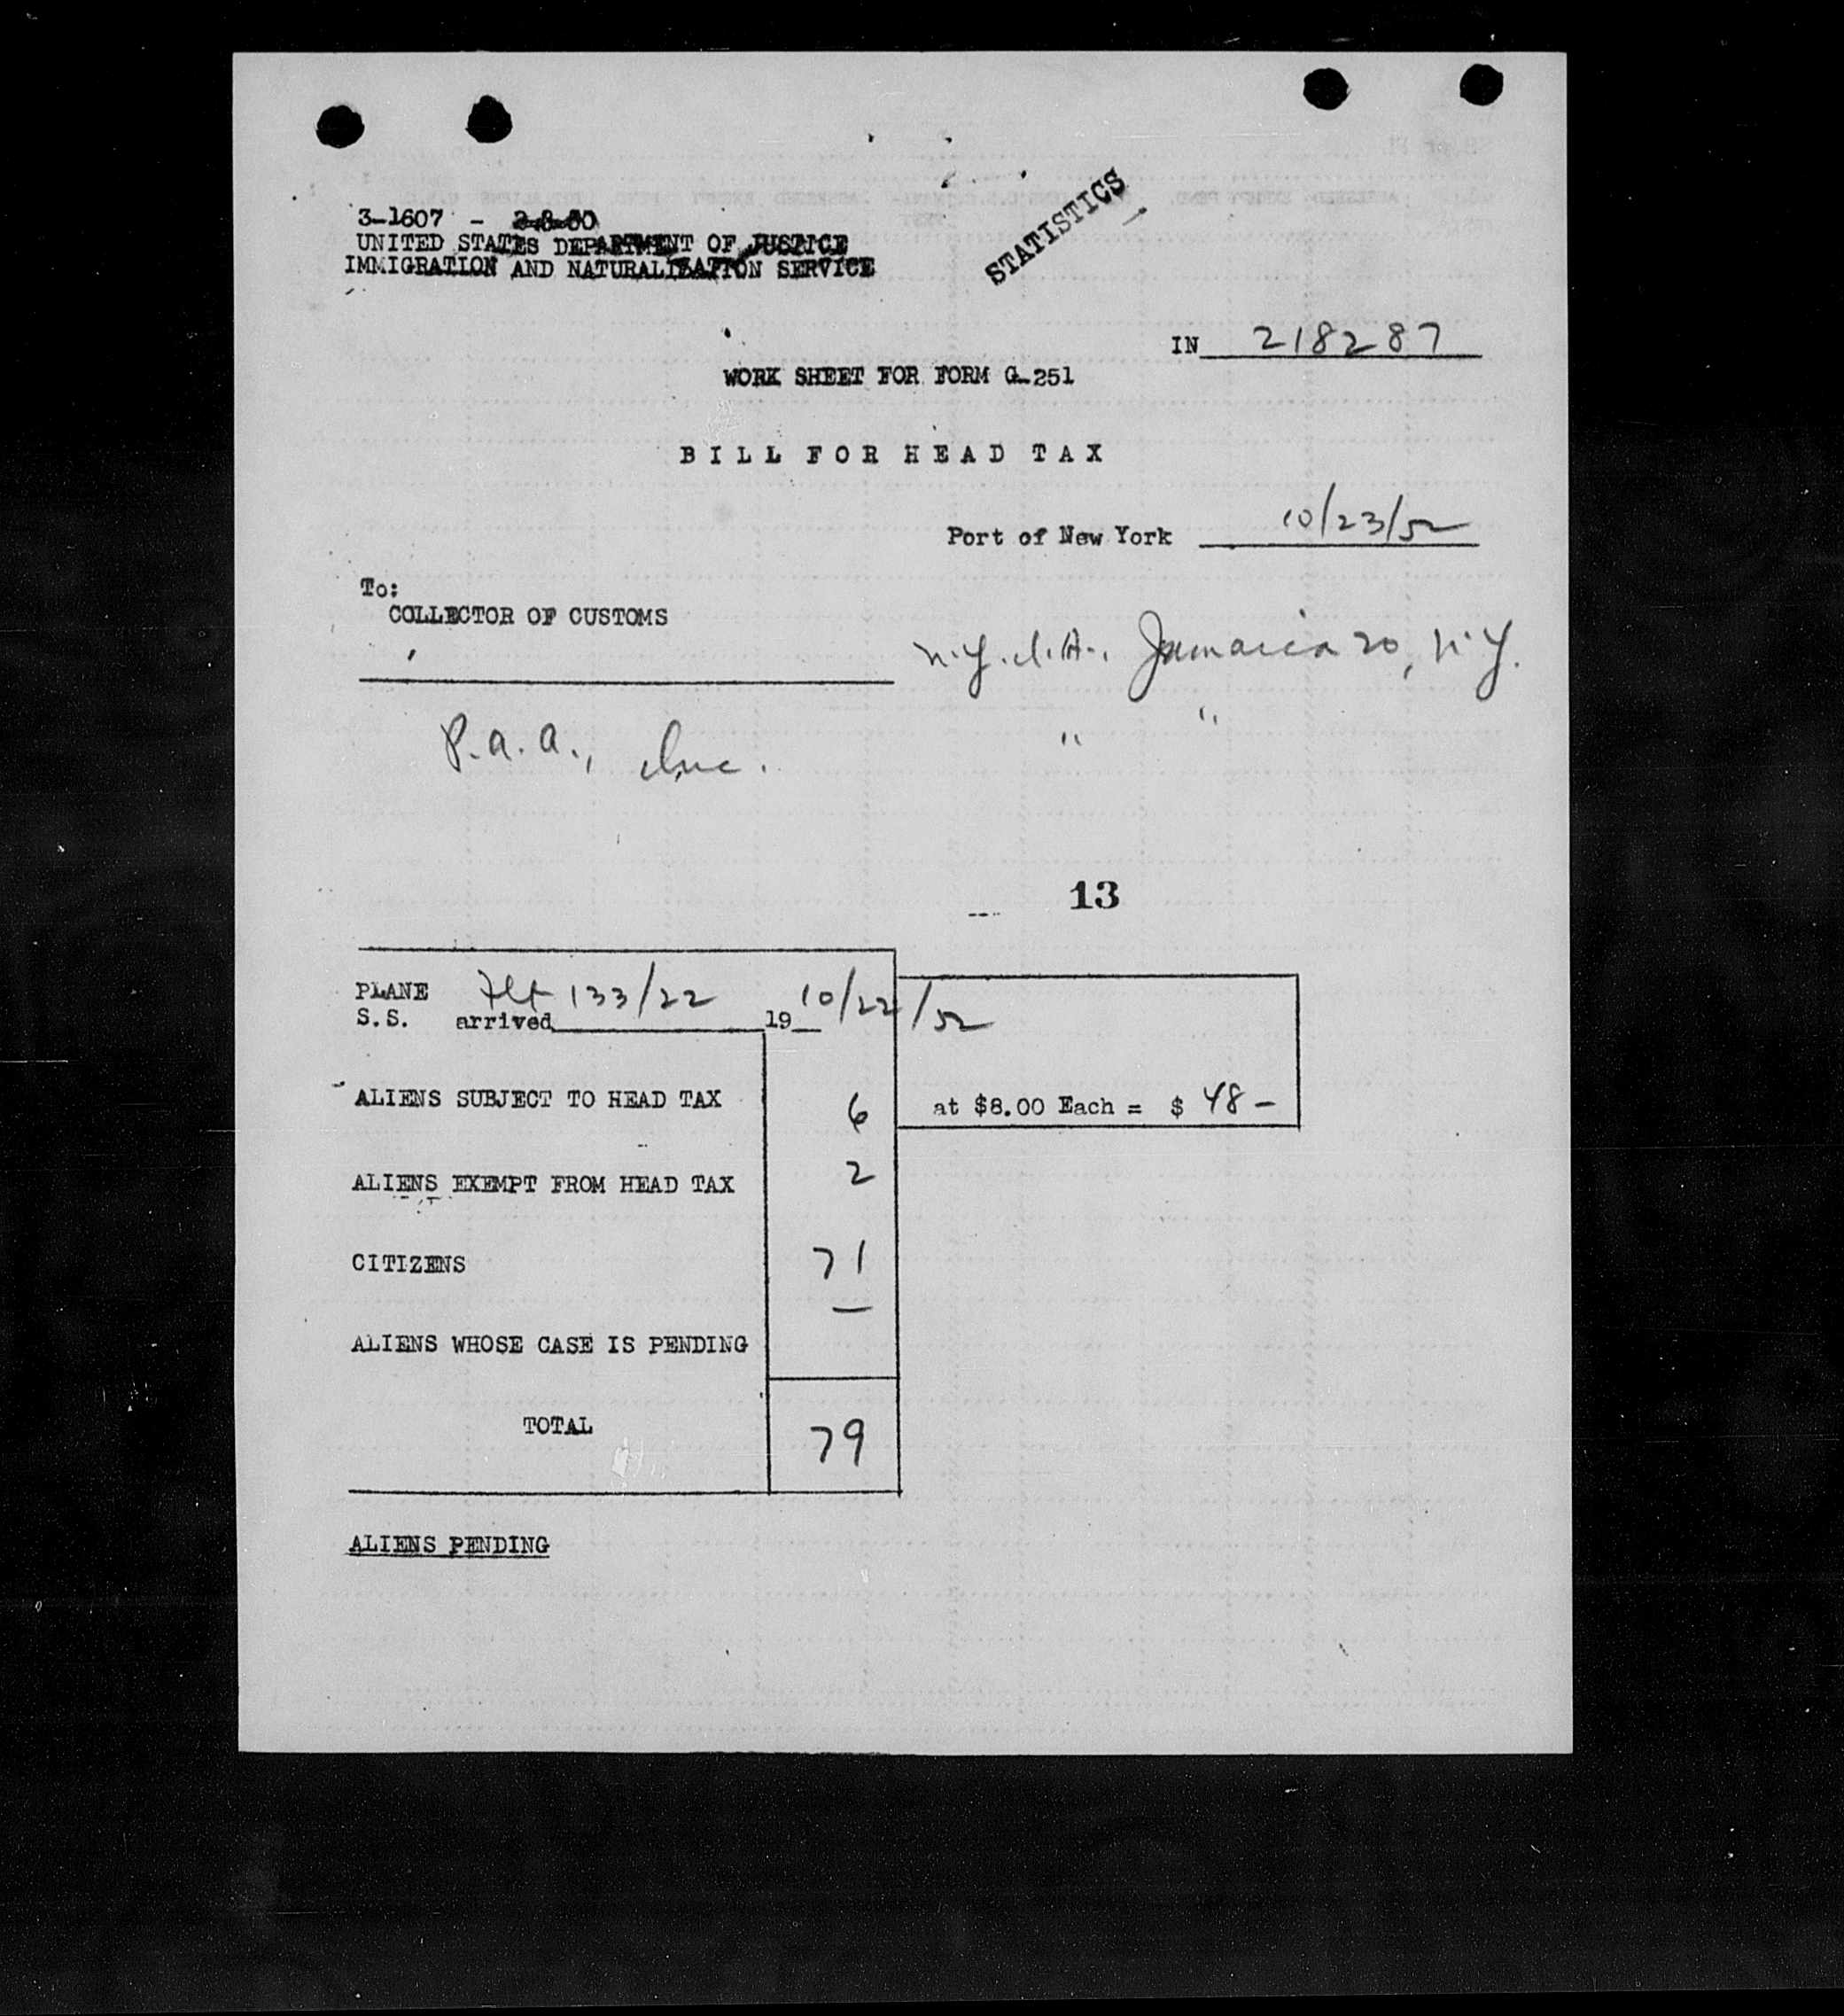 STATISTICS
3-1607 - 2-8-50
UNITED STATES DEPARTMENT OF JUSTICE
IMMIGRATION AND NATURALIZATION SERVICE
IN 218287
WORK SHEET FOR FORM G-251
BILL FOR HEAD TAX
Port of New York 10/23/52
To:
COLLECTOR OF CUSTOMS
N.Y.I.A., Jamaica 20, N.Y.
P.A.A., Inc. " "
13
PLANE Flt 133/22 10/22/52
S.S. arrived 19
ALIENS SUBJECT TO HEAD TAX 6 at $8.00 Each = $ 48 -
ALIENS EXEMPT FROM HEAD TAX 2
CITIZENS 71
ALIENS WHOSE CASE IS PENDING —
TOTAL 79
ALIENS PENDING